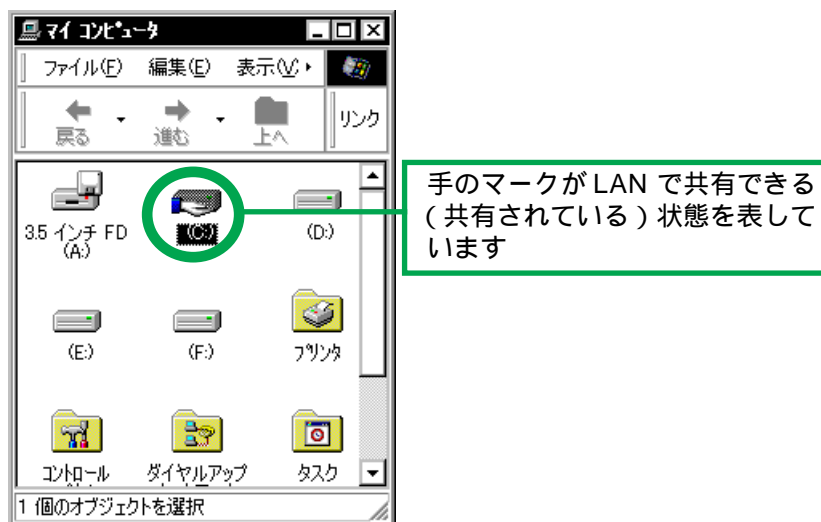 マイ コンピュータ
ファイル(F) 編集(E) 表示(V)
戻る 進む 上へ リンク
3.5 インチ FD (A:)
(C:)
(D:)
(E:)
(F:)
プリンタ
コントロール
ダイヤルアップ
タスク
1 個のオブジェクトを選択
手のマークが LAN で共有できる
(共有されている)状態を表して
います